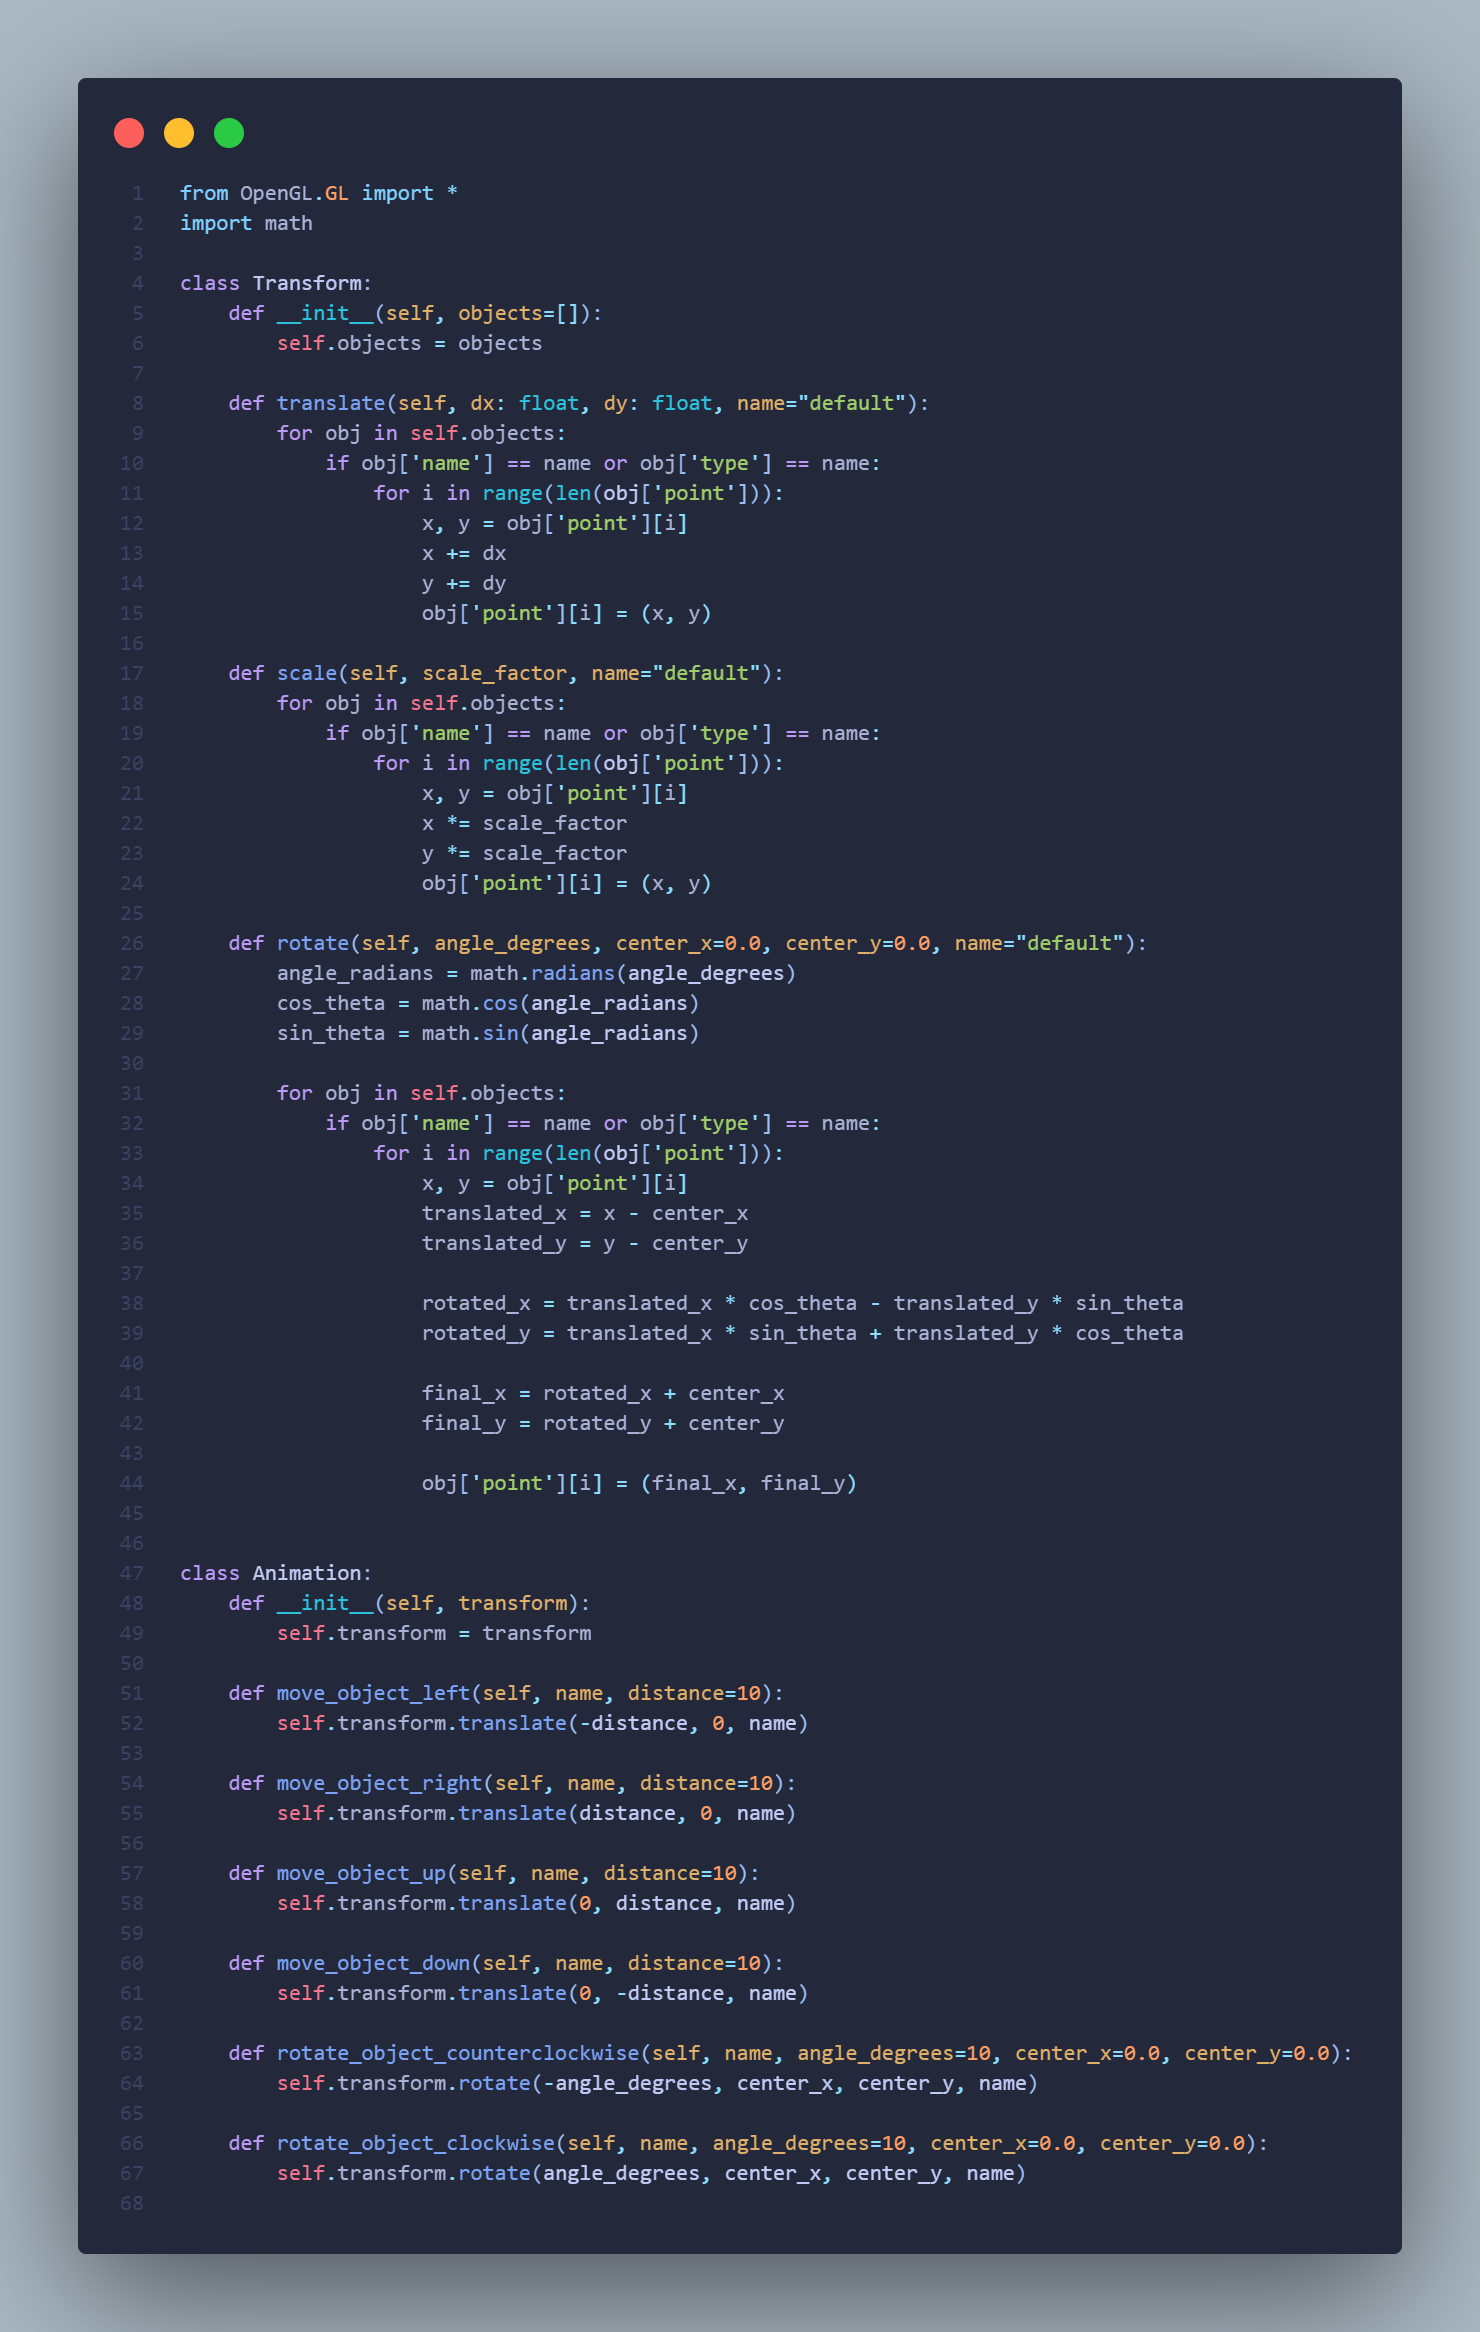 1 from OpenGL.GL import *
2 import math
3
4 class Transform:
5     def __init__(self, objects=[]):
6         self.objects = objects
7
8     def translate(self, dx: float, dy: float, name="default"):
9         for obj in self.objects:
10             if obj['name'] == name or obj['type'] == name:
11                 for i in range(len(obj['point'])):
12                     x, y = obj['point'][i]
13                     x += dx
14                     y += dy
15                     obj['point'][i] = (x, y)
16
17     def scale(self, scale_factor, name="default"):
18         for obj in self.objects:
19             if obj['name'] == name or obj['type'] == name:
20                 for i in range(len(obj['point'])):
21                     x, y = obj['point'][i]
22                     x *= scale_factor
23                     y *= scale_factor
24                     obj['point'][i] = (x, y)
25
26     def rotate(self, angle_degrees, center_x=0.0, center_y=0.0, name="default"):
27         angle_radians = math.radians(angle_degrees)
28         cos_theta = math.cos(angle_radians)
29         sin_theta = math.sin(angle_radians)
30
31         for obj in self.objects:
32             if obj['name'] == name or obj['type'] == name:
33                 for i in range(len(obj['point'])):
34                     x, y = obj['point'][i]
35                     translated_x = x - center_x
36                     translated_y = y - center_y
37
38                     rotated_x = translated_x * cos_theta - translated_y * sin_theta
39                     rotated_y = translated_x * sin_theta + translated_y * cos_theta
40
41                     final_x = rotated_x + center_x
42                     final_y = rotated_y + center_y
43
44                     obj['point'][i] = (final_x, final_y)
45
46
47 class Animation:
48     def __init__(self, transform):
49         self.transform = transform
50
51     def move_object_left(self, name, distance=10):
52         self.transform.translate(-distance, 0, name)
53
54     def move_object_right(self, name, distance=10):
55         self.transform.translate(distance, 0, name)
56
57     def move_object_up(self, name, distance=10):
58         self.transform.translate(0, distance, name)
59
60     def move_object_down(self, name, distance=10):
61         self.transform.translate(0, -distance, name)
62
63     def rotate_object_counterclockwise(self, name, angle_degrees=10, center_x=0.0, center_y=0.0):
64         self.transform.rotate(-angle_degrees, center_x, center_y, name)
65
66     def rotate_object_clockwise(self, name, angle_degrees=10, center_x=0.0, center_y=0.0):
67         self.transform.rotate(angle_degrees, center_x, center_y, name)
68